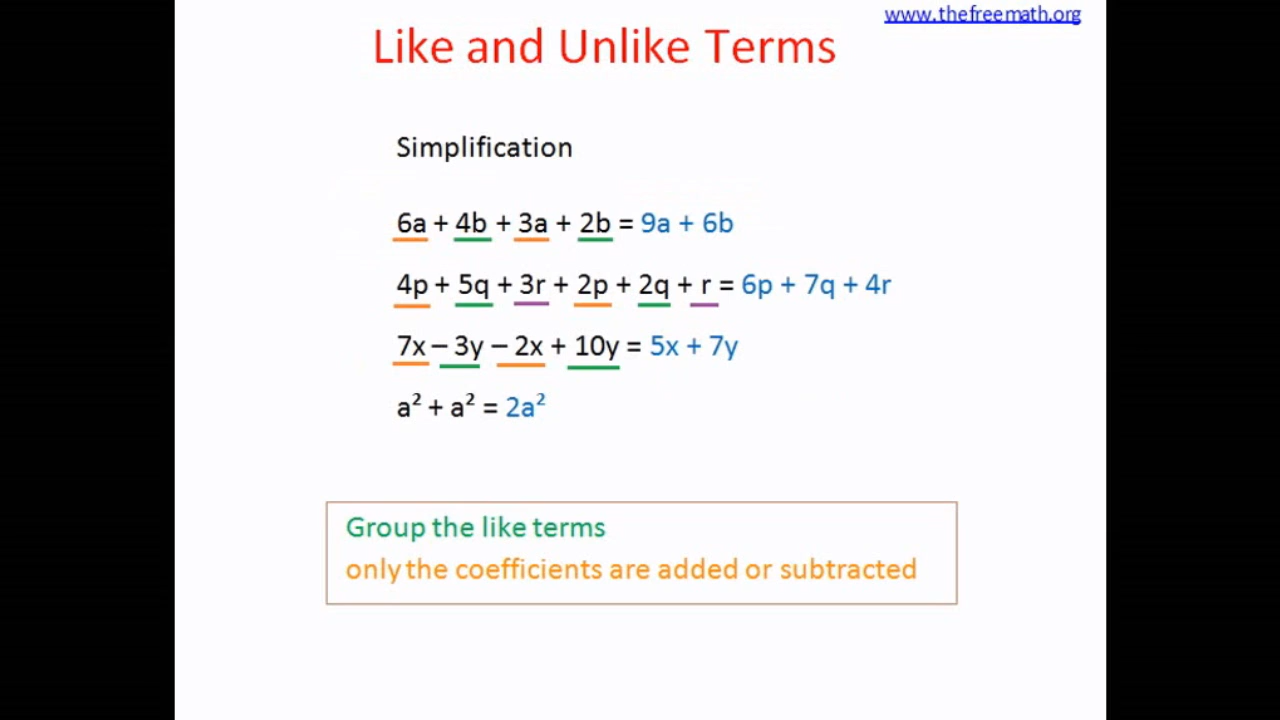 www.thefreemath.org
Like and Unlike Terms
Simplification
6a + 4b + 3a + 2b = 9a + 6b
4p + 5q + 3r + 2p + 2q + r = 6p + 7q + 4r
7x – 3y – 2x + 10y = 5x + 7y
a² + a² = 2a²
Group the like terms
only the coefficients are added or subtracted